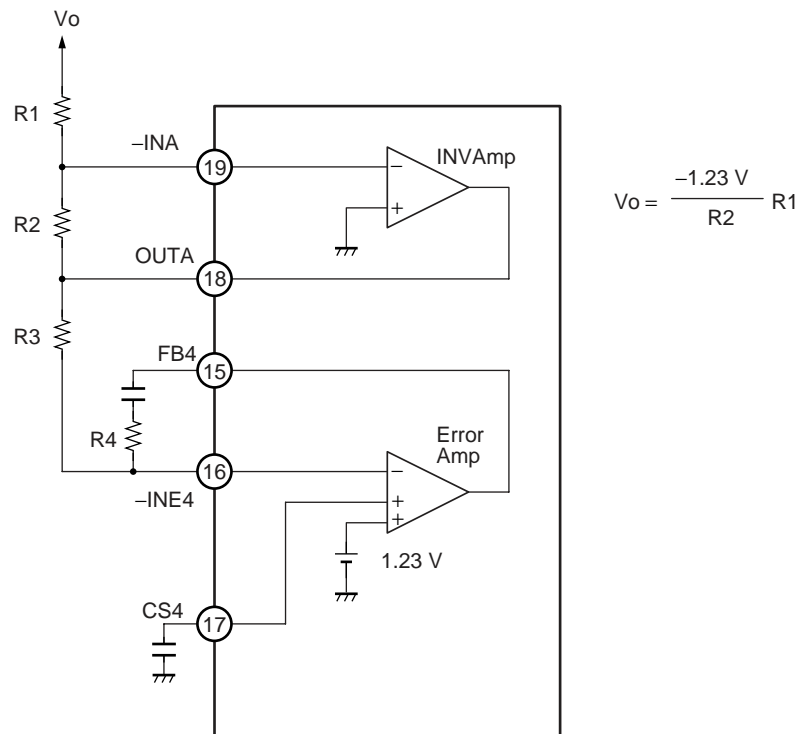 Vo
R1
–INA
19
INVAmp
−
+
R2
OUTA
18
R3
FB4
15
R4
Error
Amp
16
−
–INE4
+
+
1.23 V
CS4
17
Vo = –1.23 V / R2 R1